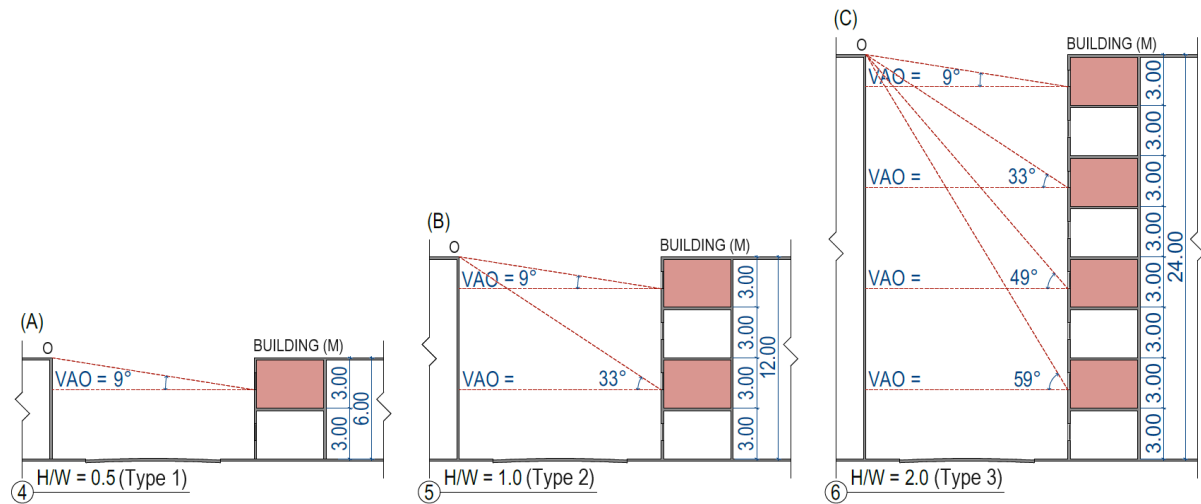 (A)
O
BUILDING (M)
VAO = 9°
3.00
3.00
6.00
4
H/W = 0.5 (Type 1)
(B)
O
BUILDING (M)
VAO = 9°
VAO = 33°
3.00
3.00
3.00
3.00
12.00
5
H/W = 1.0 (Type 2)
(C)
O
BUILDING (M)
VAO = 9°
VAO = 33°
VAO = 49°
VAO = 59°
3.00
3.00
3.00
3.00
3.00
3.00
3.00
3.00
24.00
6
H/W = 2.0 (Type 3)